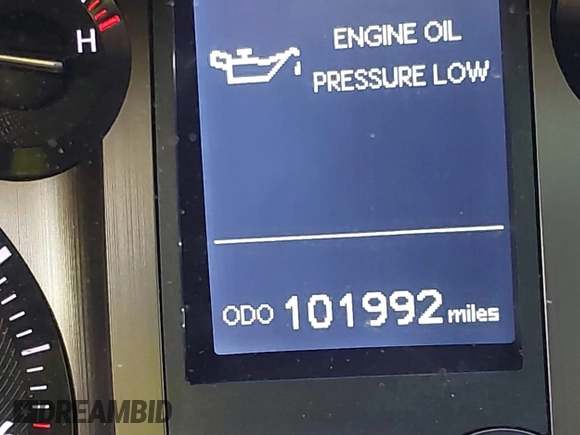 H
ENGINE OIL
PRESSURE LOW
ODO 101992 miles
DREAMBID